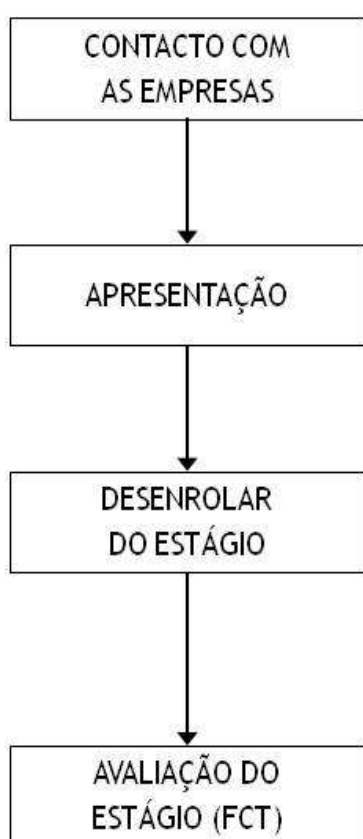 CONTACTO COM
AS EMPRESAS
APRESENTAÇÃO
DESENROLAR
DO ESTÁGIO
AVALIAÇÃO DO
ESTÁGIO (FCT)